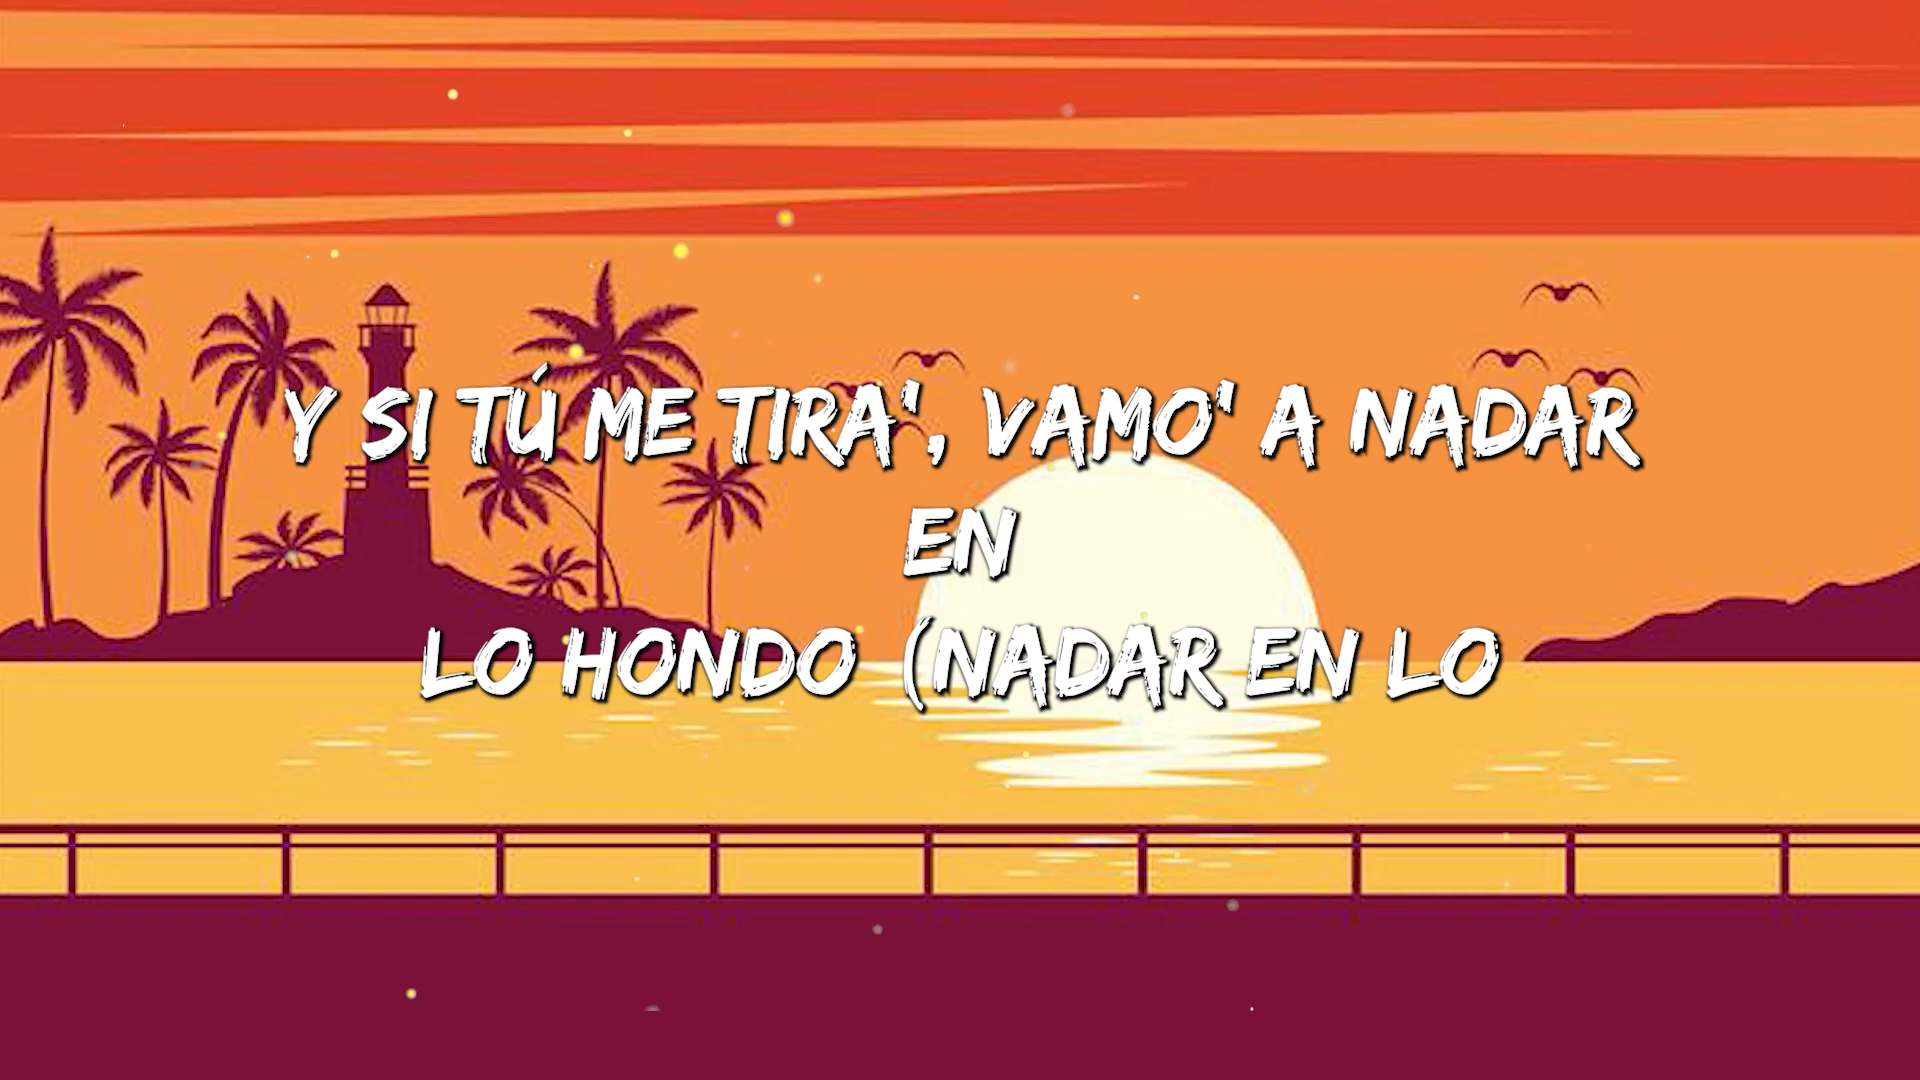 Y SI TÚ ME TIRA', VAMO' A NADAR
EN
LO HONDO (NADAR EN LO